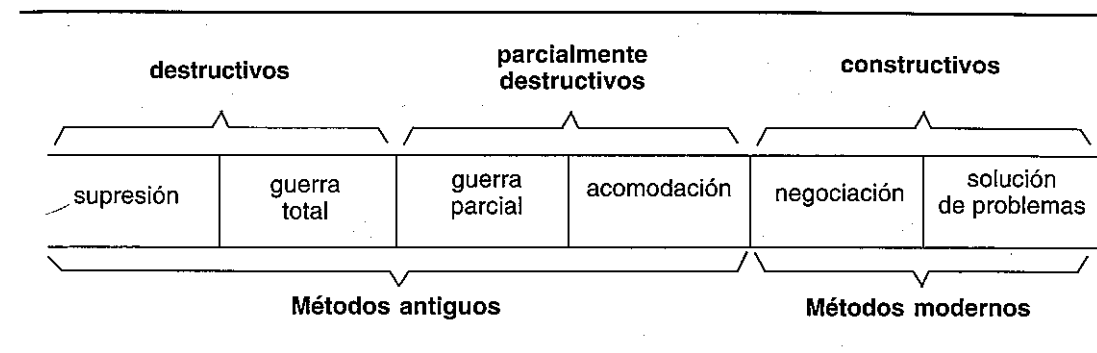 destructivos
parcialmente
destructivos
constructivos
supresión
guerra
total
guerra
parcial
acomodación
negociación
solución
de problemas
Métodos antiguos
Métodos modernos